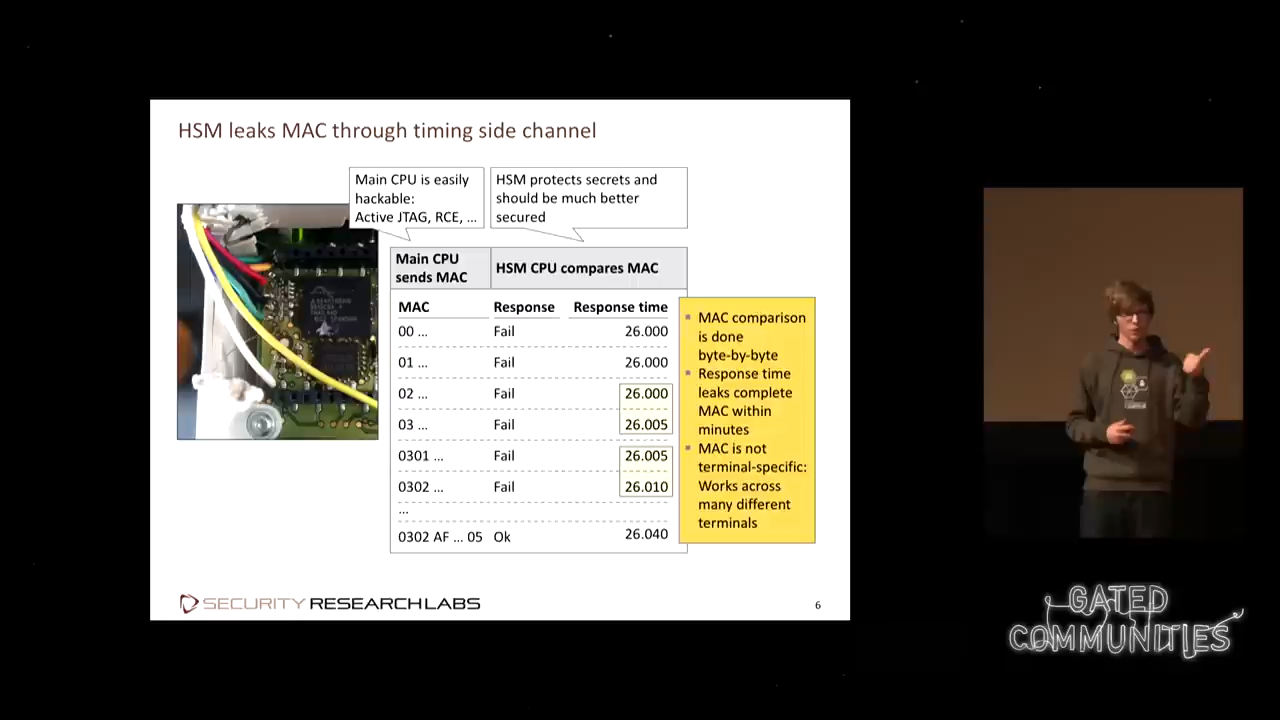 HSM leaks MAC through timing side channel
Main CPU is easily
hackable:
Active JTAG, RCE, ...
HSM protects secrets and
should be much better
secured
Main CPU
sends MAC
HSM CPU compares MAC
MAC Response Response time
00 ... Fail 26.000
01 ... Fail 26.000
02 ... Fail 26.000
03 ... Fail 26.005
0301 ... Fail 26.005
0302 ... Fail 26.010
...
0302 AF ... 05 Ok 26.040
MAC comparison
is done
byte-by-byte
Response time
leaks complete
MAC within
minutes
MAC is not
terminal-specific:
Works across
many different
terminals
SECURITY RESEARCH LABS
6
GATED
COMMUNITIES